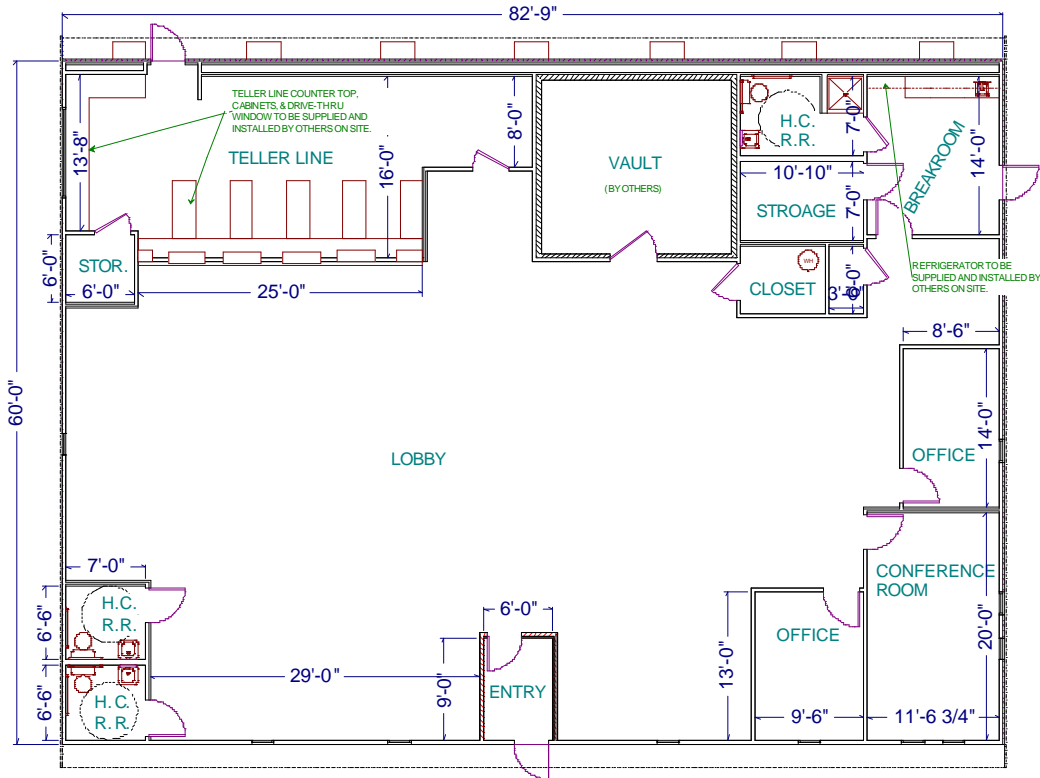 82'-9"
TELLER LINE COUNTER TOP,
CABINETS, & DRIVE-THRU
WINDOW TO BE SUPPLIED AND
INSTALLED BY OTHERS ON SITE.
13'-8"
TELLER LINE
16'-0"
8'-0"
VAULT
(BY OTHERS)
H.C.
R.R.
7'-0"
10'-10"
STROAGE
7'-0"
BREAKROOM
14'-0"
STOR.
6'-0"
6'-0"
25'-0"
WH
CLOSET
3'-6"
REFRIGERATOR TO BE
SUPPLIED AND INSTALLED BY
OTHERS ON SITE.
8'-6"
60'-0"
LOBBY
14'-0"
OFFICE
7'-0"
H.C.
R.R.
6'-6"
CONFERENCE
ROOM
20'-0"
6'-0"
OFFICE
13'-0"
29'-0"
9'-0"
ENTRY
H.C.
R.R.
6'-6"
9'-6"
11'-6 3/4"